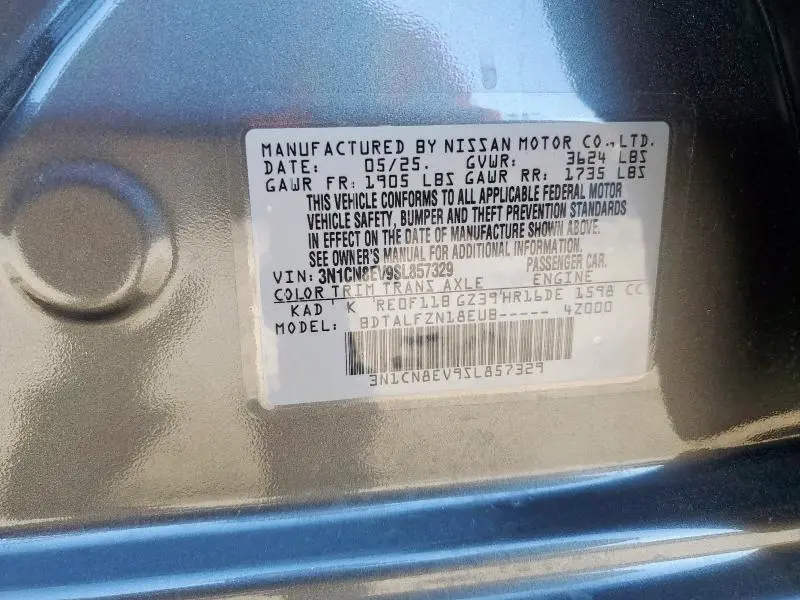 MANUFACTURED BY NISSAN MOTOR CO.,LTD.
DATE: 05/25. GVWR: 3624 LBS
GAWR FR: 1905 LBS GAWR RR: 1735 LBS
THIS VEHICLE CONFORMS TO ALL APPLICABLE FEDERAL MOTOR
VEHICLE SAFETY, BUMPER AND THEFT PREVENTION STANDARDS
IN EFFECT ON THE DATE OF MANUFACTURE SHOWN ABOVE.
SEE OWNER'S MANUAL FOR ADDITIONAL INFORMATION.
VIN: 3N1CN8EV9SL857329 PASSENGER CAR.
COLOR TRIM TRANS AXLE ENGINE
KAD K RE0F11B GZ39 HR16DE 1598 CC
MODEL: BDTALFZN18EUB----- 4Z000
3N1CN8EV9SL857329